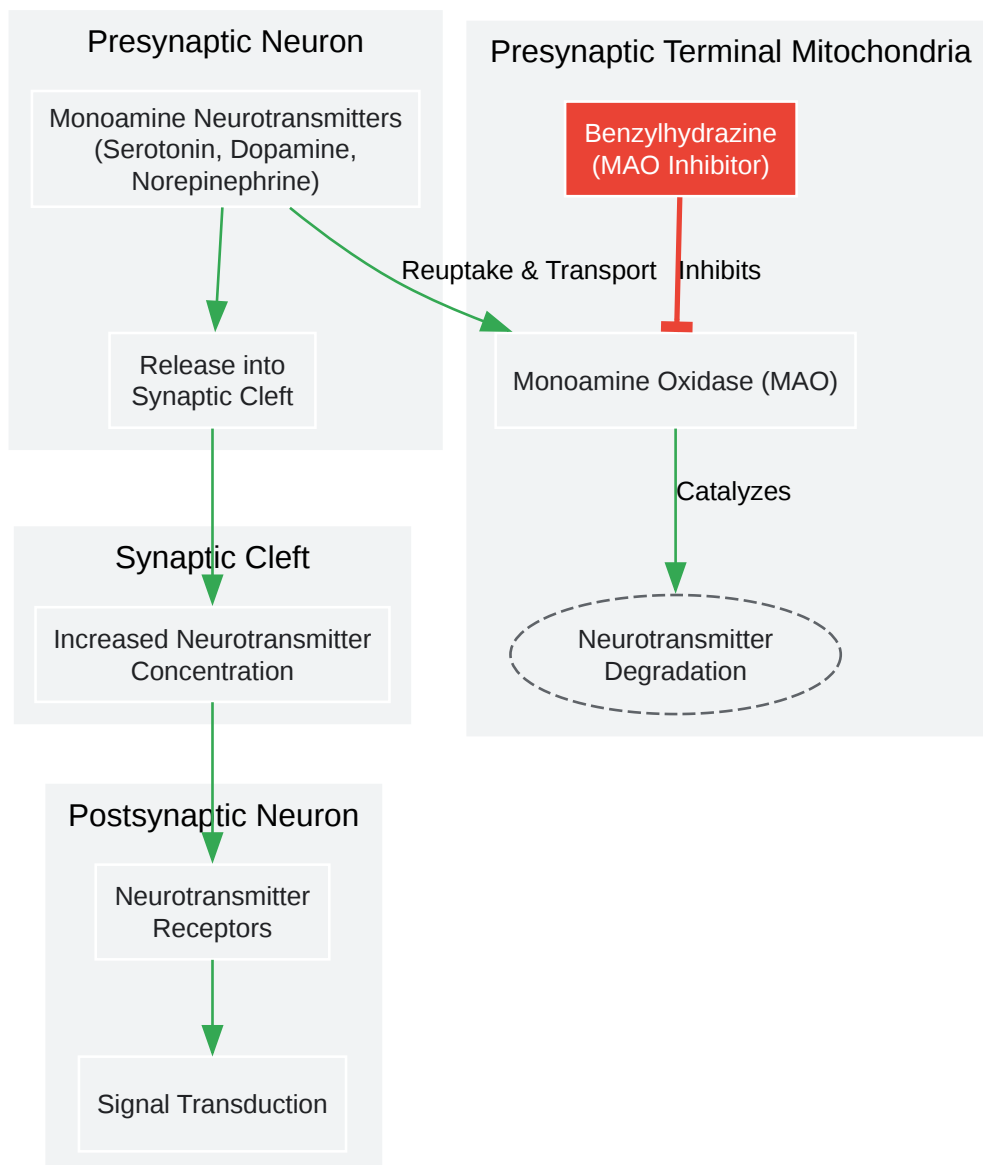 Presynaptic Neuron
Monoamine Neurotransmitters
(Serotonin, Dopamine,
Norepinephrine)
Release into
Synaptic Cleft
Presynaptic Terminal Mitochondria
Benzylhydrazine
(MAO Inhibitor)
Reuptake & Transport
Inhibits
Monoamine Oxidase (MAO)
Catalyzes
Neurotransmitter
Degradation
Synaptic Cleft
Increased Neurotransmitter
Concentration
Postsynaptic Neuron
Neurotransmitter
Receptors
Signal Transduction